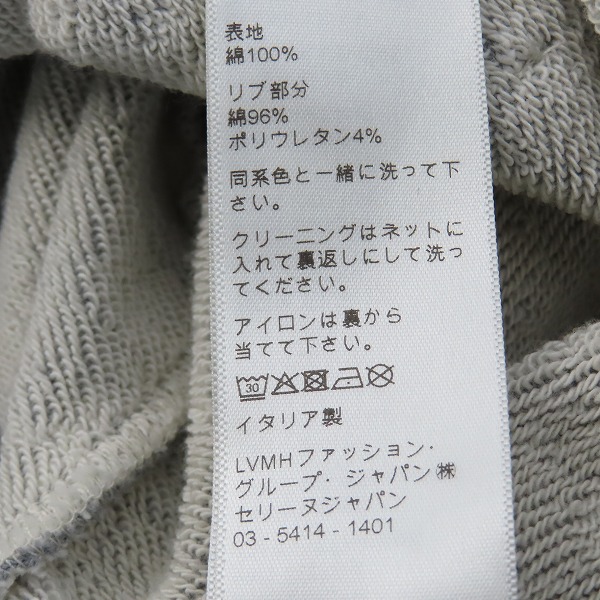 表地
綿100%
リブ部分
綿96%
ポリウレタン4%
同系色と一緒に洗って下
さい。
クリーニングはネットに
入れて裏返しにして洗っ
てください。
アイロンは裏から
当てて下さい。
30
イタリア製
LVMHファッション・
グループ・ジャパン㈱
セリーヌジャパン
03 - 5414 - 1401